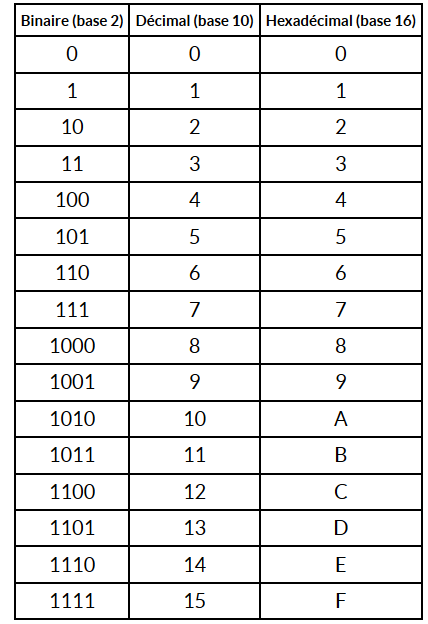 Binaire (base 2) Décimal (base 10) Hexadécimal (base 16)
0 0 0
1 1 1
10 2 2
11 3 3
100 4 4
101 5 5
110 6 6
111 7 7
1000 8 8
1001 9 9
1010 10 A
1011 11 B
1100 12 C
1101 13 D
1110 14 E
1111 15 F